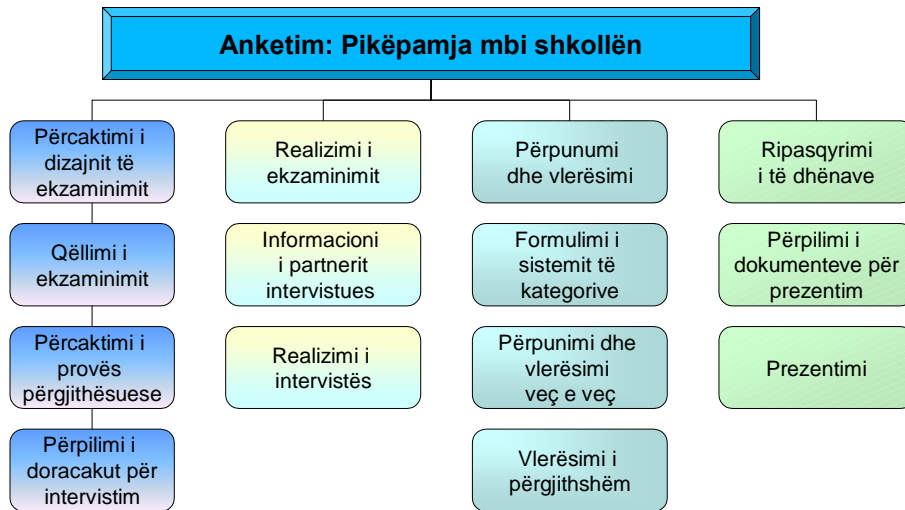 Anketim: Pikëpamja mbi shkollën
Përcaktimi i
dizajnit të
ekzaminimit
Qëllimi i
ekzaminimit
Përcaktimi i
provës
përgjithësuese
Përpilimi i
doracakut për
intervistim
Realizimi i
ekzaminimit
Informacioni
i partnerit
intervistues
Realizimi i
intervistës
Përpunumi
dhe vlerësimi
Formulimi i
sistemit të
kategorive
Përpunimi dhe
vlerësimi
veç e veç
Vlerësimi i
përgjithshëm
Ripasqyrimi
i të dhënave
Përpilimi i
dokumenteve për
prezentim
Prezentimi